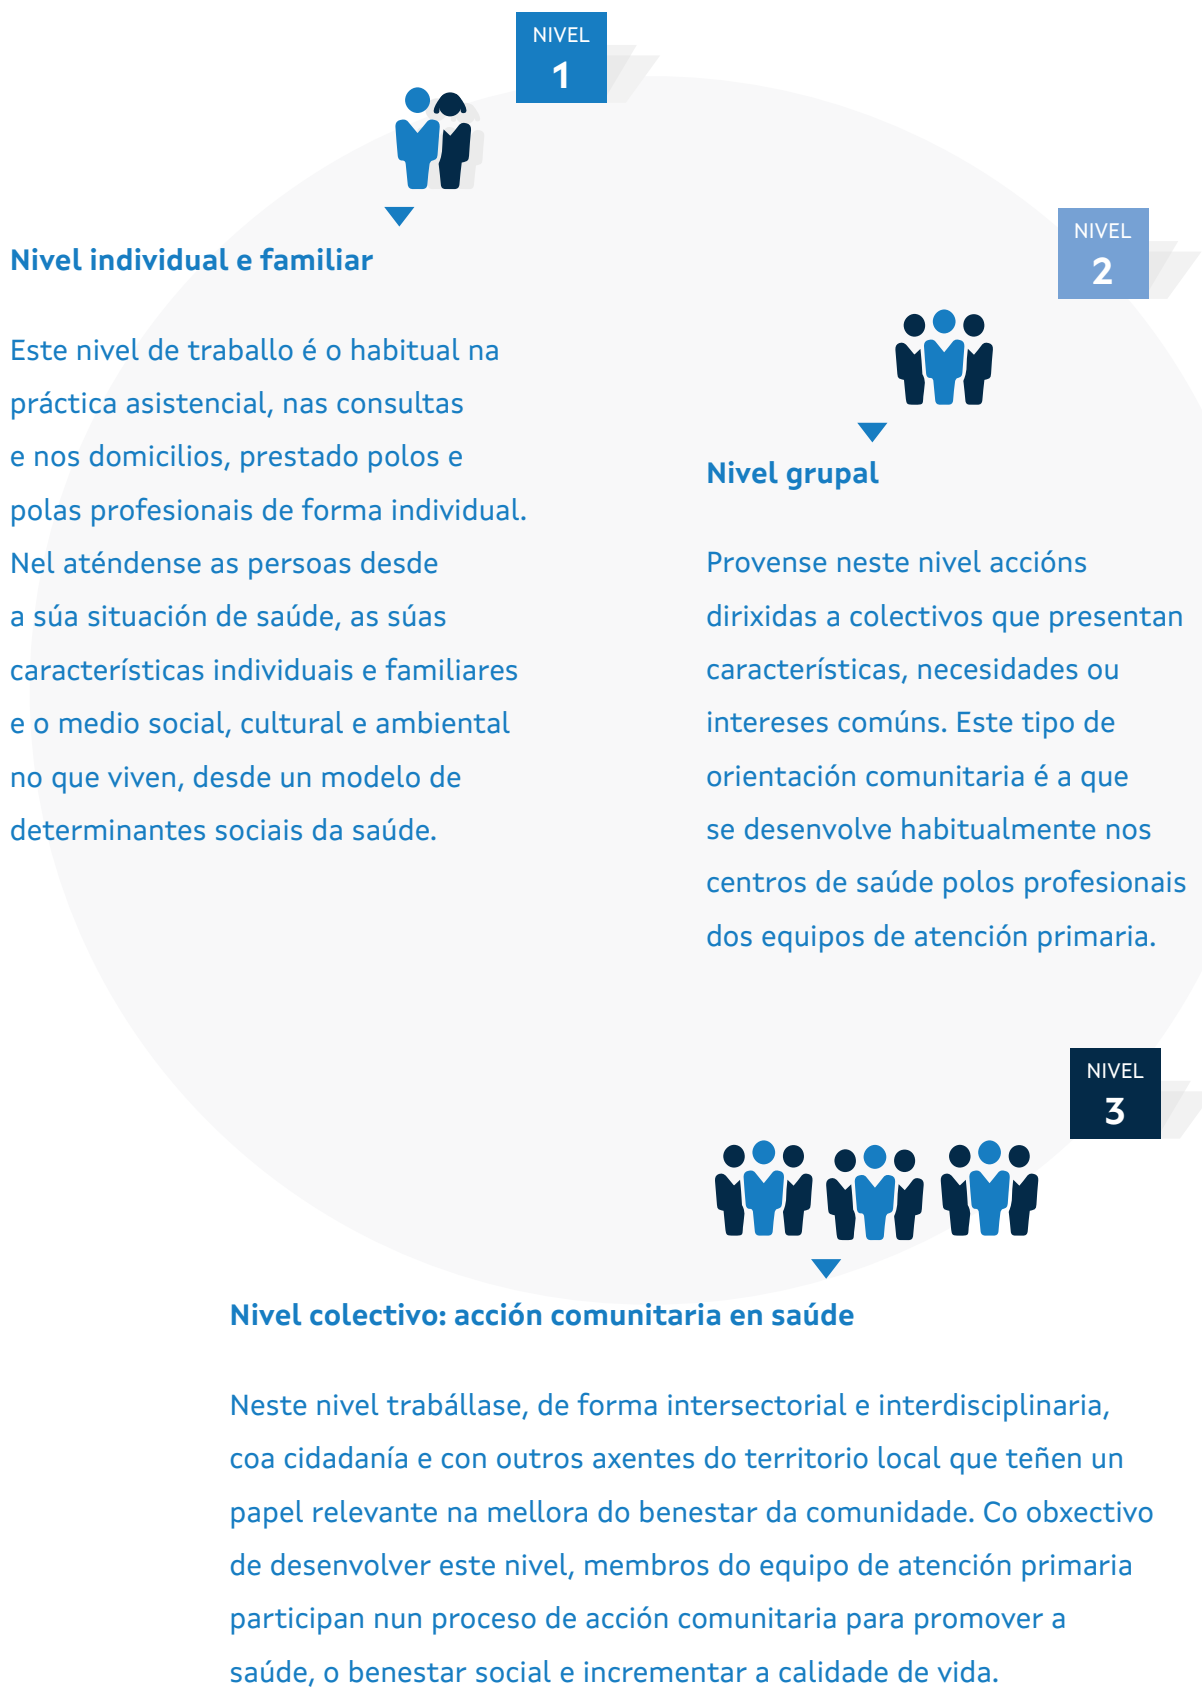 NIVEL
1
Nivel individual e familiar
Este nivel de traballo é o habitual na
práctica asistencial, nas consultas
e nos domicilios, prestado polos e
polas profesionais de forma individual.
Nel aténdense as persoas desde
a súa situación de saúde, as súas
características individuais e familiares
e o medio social, cultural e ambiental
no que viven, desde un modelo de
determinantes sociais da saúde.
NIVEL
2
Nivel grupal
Provense neste nivel accións
dirixidas a colectivos que presentan
características, necesidades ou
intereses comúns. Este tipo de
orientación comunitaria é a que
se desenvolve habitualmente nos
centros de saúde polos profesionais
dos equipos de atención primaria.
NIVEL
3
Nivel colectivo: acción comunitaria en saúde
Neste nivel trabállase, de forma intersectorial e interdisciplinaria,
coa cidadanía e con outros axentes do territorio local que teñen un
papel relevante na mellora do benestar da comunidade. Co obxectivo
de desenvolver este nivel, membros do equipo de atención primaria
participan nun proceso de acción comunitaria para promover a
saúde, o benestar social e incrementar a calidade de vida.